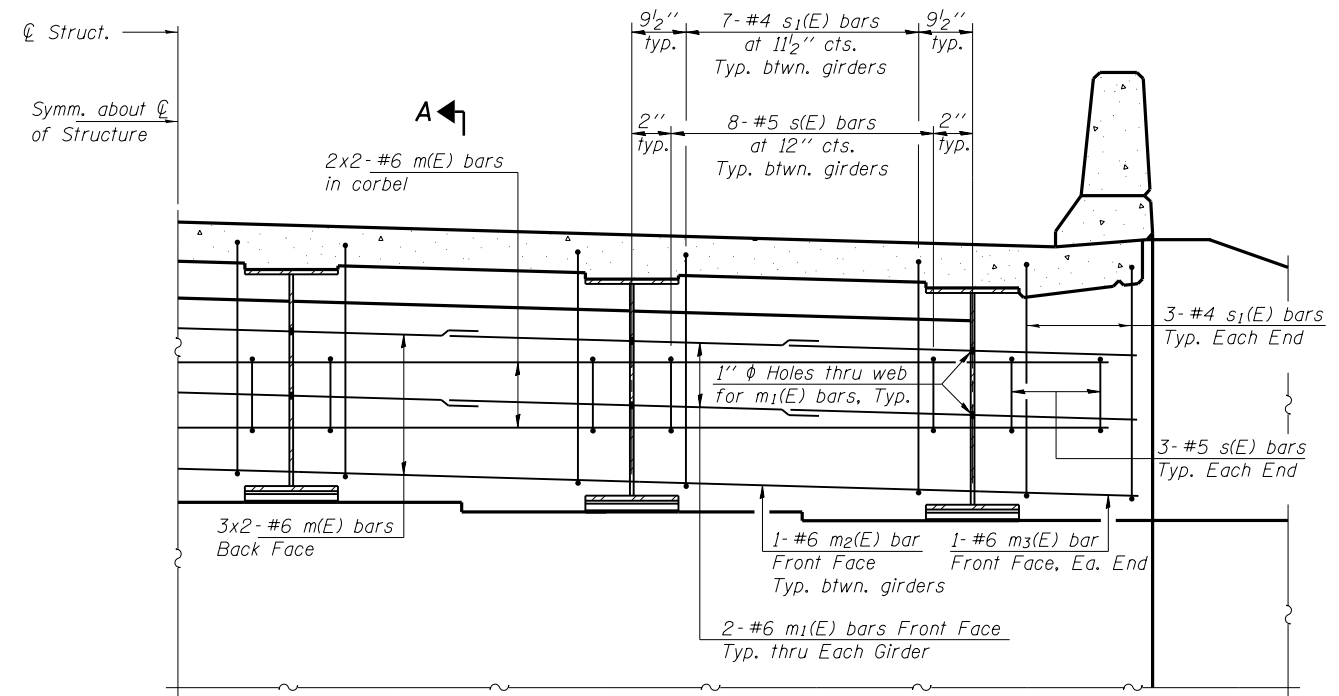 ℄ Struct.
Symm. about ℄
of Structure
A
2x2-#6 m(E) bars
in corbel
9½"
typ.
7-#4 s₁(E) bars
at 11½" cts.
Typ. btwn. girders
9½"
typ.
2"
typ.
8-#5 s(E) bars
at 12" cts.
Typ. btwn. girders
2"
typ.
3-#4 s₁(E) bars
Typ. Each End
1" ϕ Holes thru web
for m₁(E) bars, Typ.
3-#5 s(E) bars
Typ. Each End
3x2-#6 m(E) bars
Back Face
1-#6 m₂(E) bar
Front Face
Typ. btwn. girders
1-#6 m₃(E) bar
Front Face, Ea. End
2-#6 m₁(E) bars Front Face
Typ. thru Each Girder